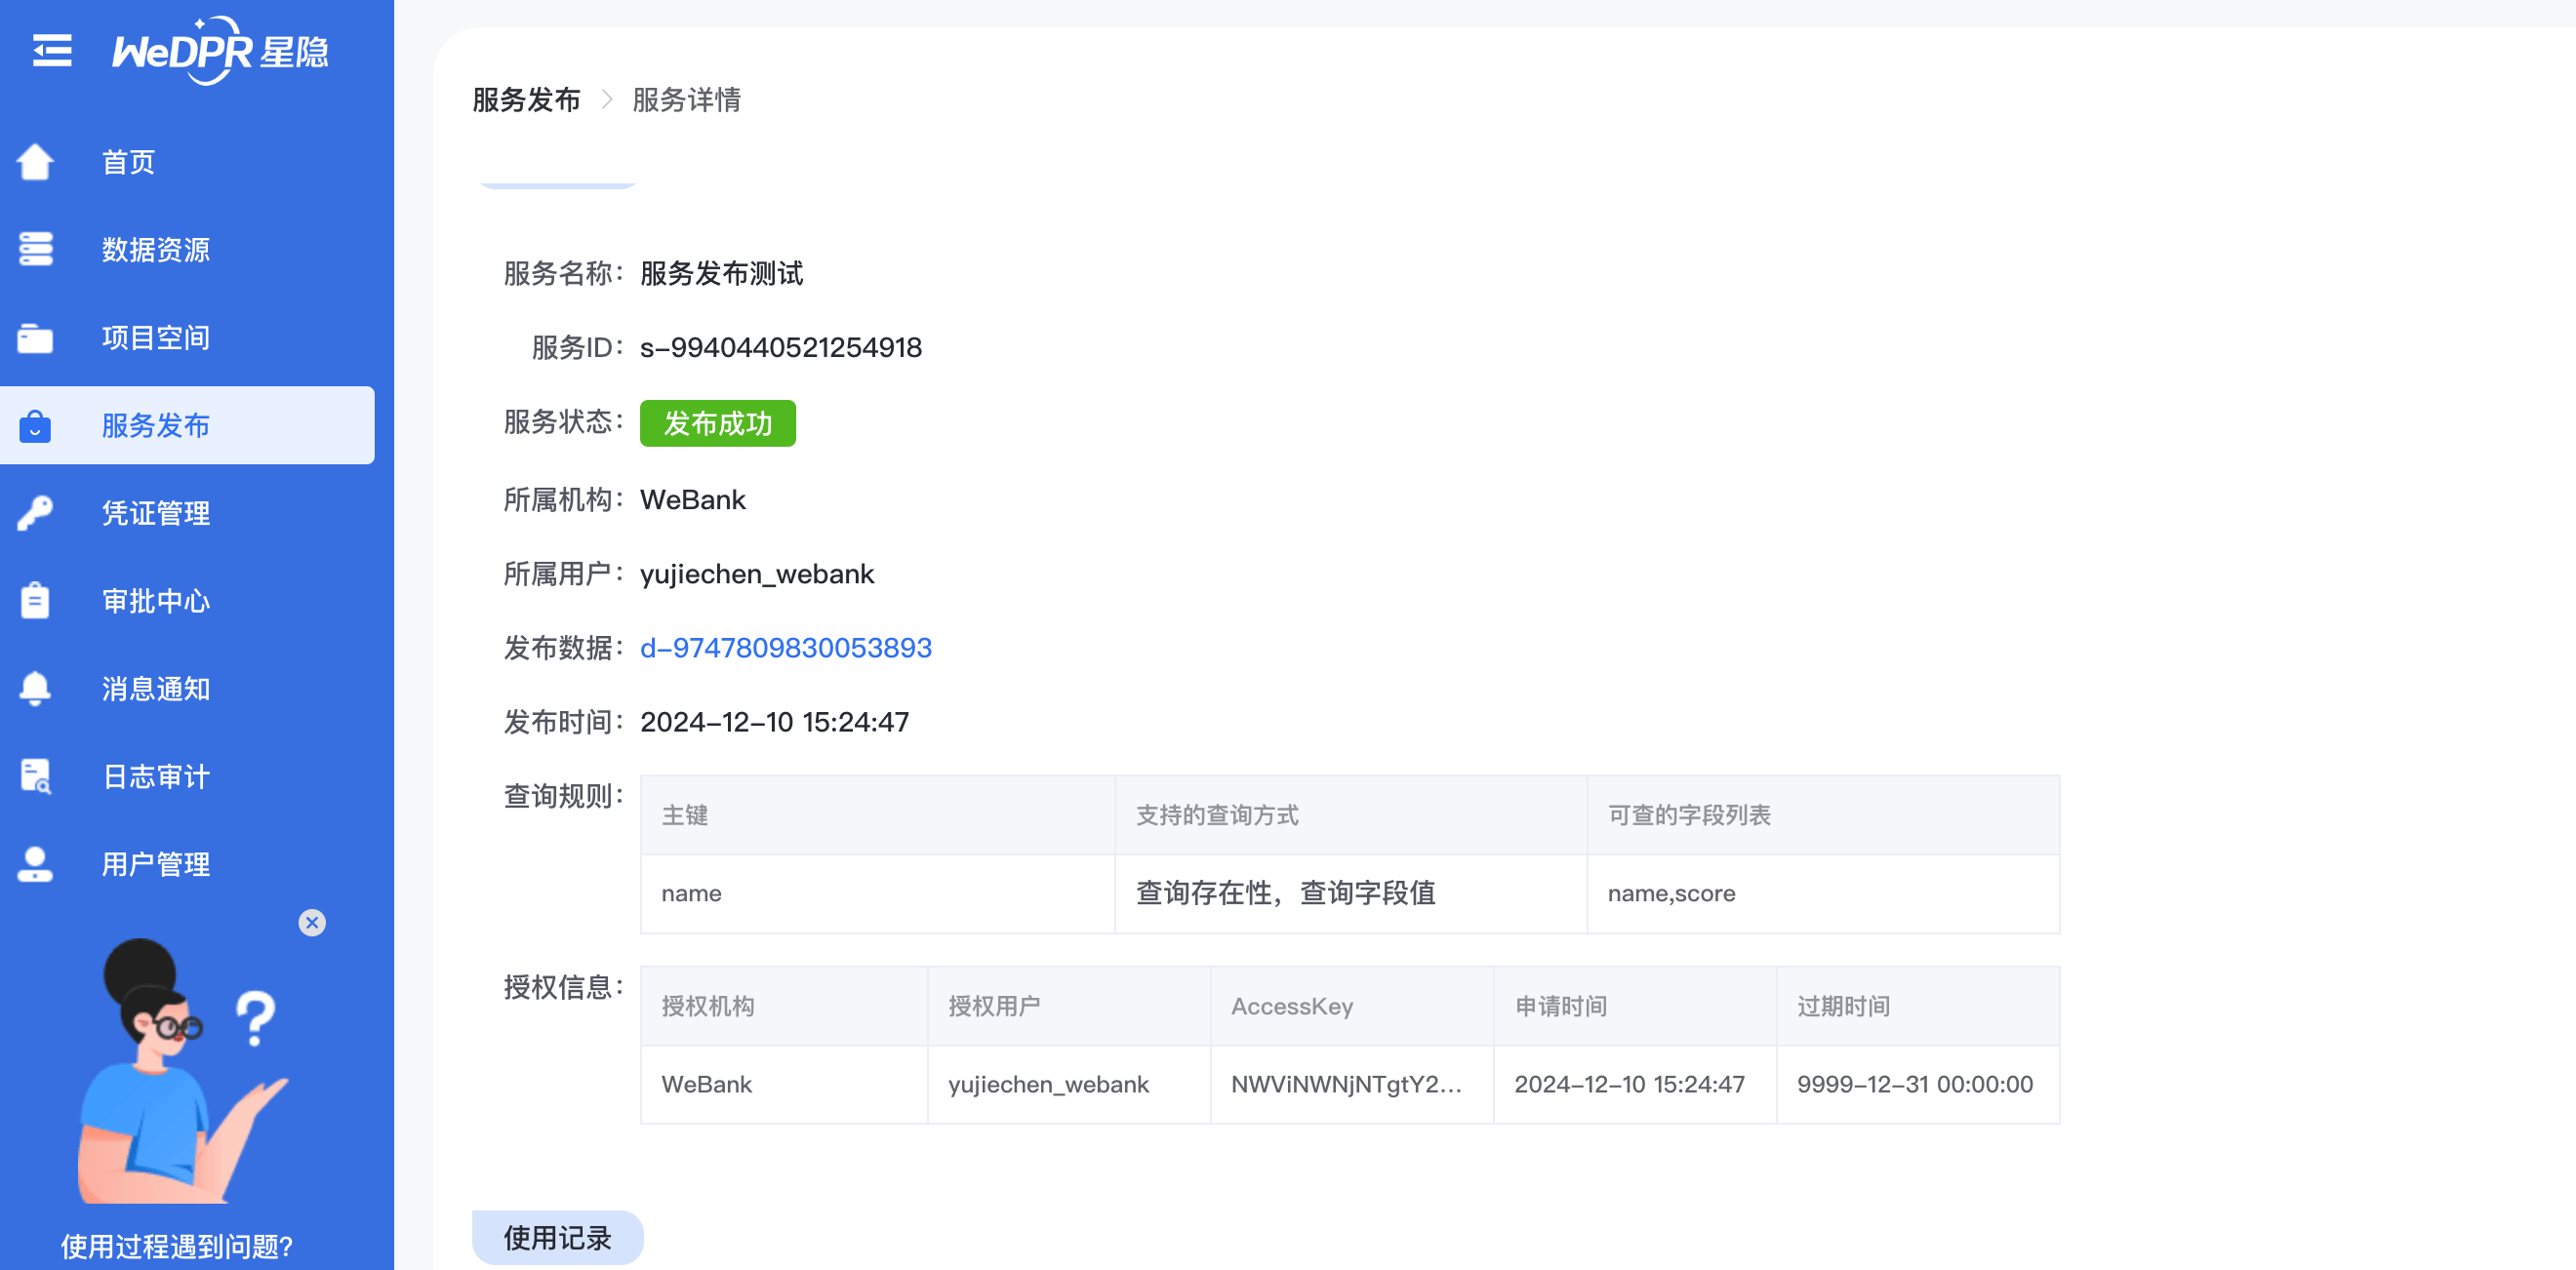 WeDPR 星隐
首页
数据资源
项目空间
服务发布
凭证管理
审批中心
消息通知
日志审计
用户管理
使用过程遇到问题?
服务发布 > 服务详情
服务名称: 服务发布测试
服务ID: s-9940440521254918
服务状态: 发布成功
所属机构: WeBank
所属用户: yujiechen_webank
发布数据: d-9747809830053893
发布时间: 2024-12-10 15:24:47
查询规则:
主键 支持的查询方式 可查的字段列表
name 查询存在性，查询字段值 name,score
授权信息:
授权机构 授权用户 AccessKey 申请时间 过期时间
WeBank yujiechen_webank NWViNWNjNTgtY2... 2024-12-10 15:24:47 9999-12-31 00:00:00
使用记录